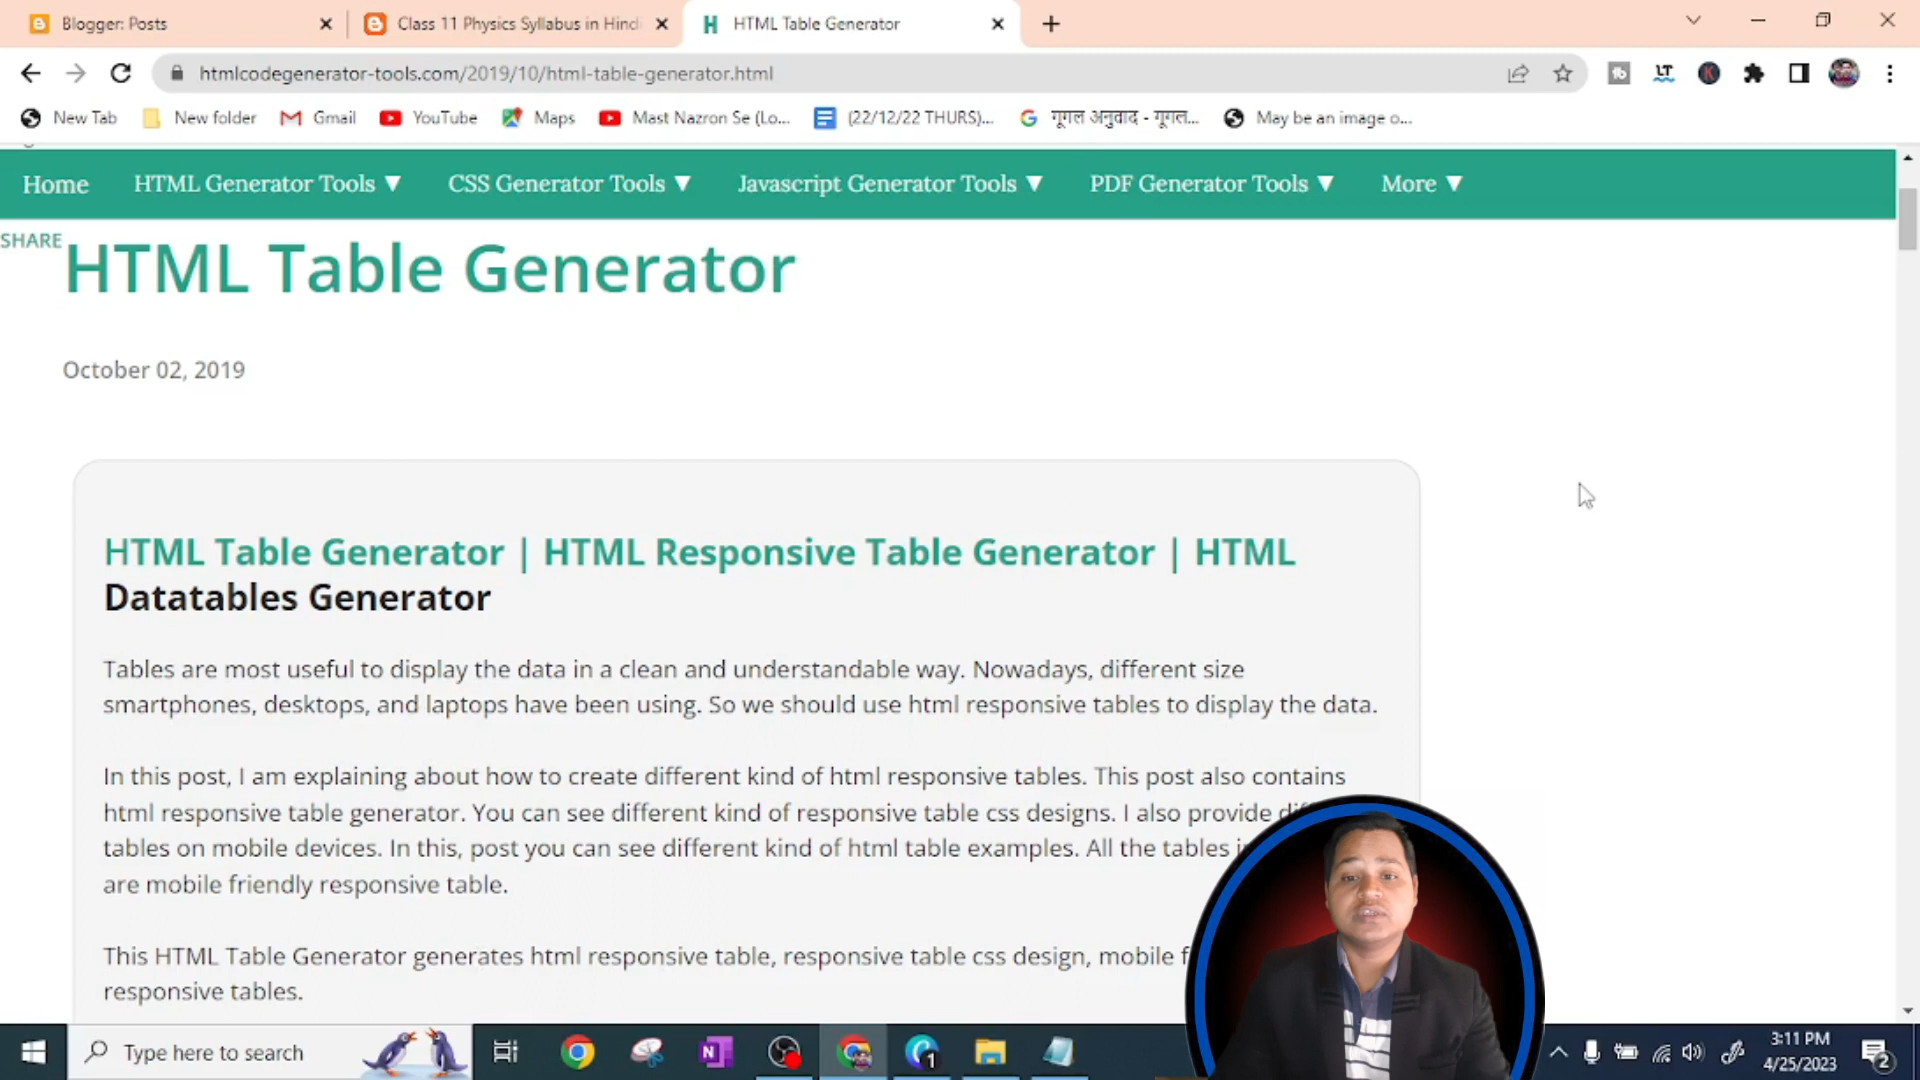 Blogger: Posts
Class 11 Physics Syllabus in Hind
HTML Table Generator
htmlcodegenerator-tools.com/2019/10/html-table-generator.html
New Tab
New folder
Gmail
YouTube
Maps
Mast Nazron Se (Lo...
(22/12/22 THURS)...
गूगल अनुवाद - गूगल...
May be an image o...
Home
HTML Generator Tools ▼
CSS Generator Tools ▼
Javascript Generator Tools ▼
PDF Generator Tools ▼
More ▼
SHARE
HTML Table Generator
October 02, 2019
HTML Table Generator | HTML Responsive Table Generator | HTML
Datatables Generator
Tables are most useful to display the data in a clean and understandable way. Nowadays, different size
smartphones, desktops, and laptops have been using. So we should use html responsive tables to display the data.
In this post, I am explaining about how to create different kind of html responsive tables. This post also contains
html responsive table generator. You can see different kind of responsive table css designs. I also provide
tables on mobile devices. In this, post you can see different kind of html table examples. All the tables
are mobile friendly responsive table.
This HTML Table Generator generates html responsive table, responsive table css design, mobile
responsive tables.
Type here to search
1
3:11 PM
4/25/2023
2